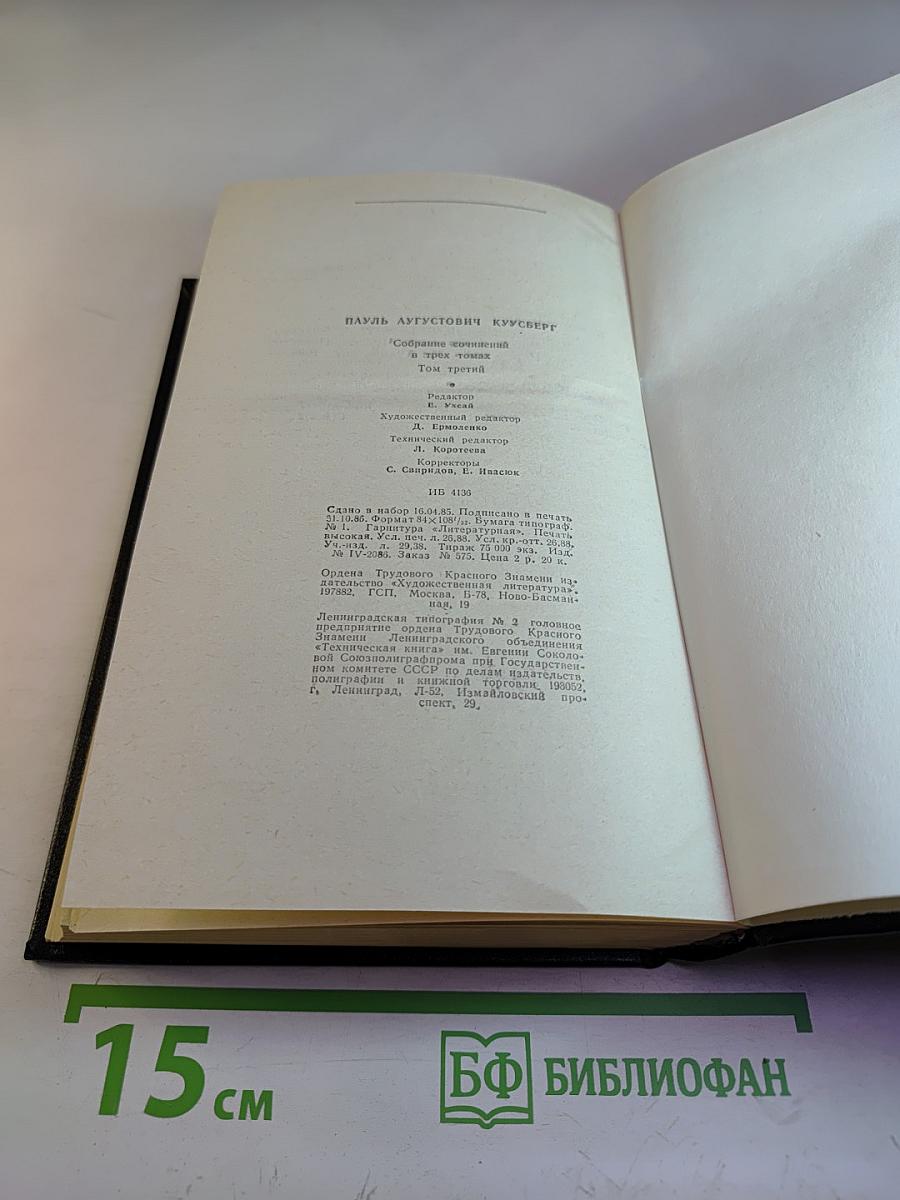 ПАУЛЬ АУГУСТОВИЧ КУУСБЕРГ
Собрание сочинений
в трех томах
Том третий
Редактор
Е. Ухсай
Художественный редактор
Д. Ермоленко
Технический редактор
Л. Коротеева
Корректоры
С. Свиридов, Е. Ивасюк
ИБ 4136
Сдано в набор 16.04.85. Подписано в печать
31.10.86. Формат 84×108¹/₃₂. Бумага типограф.
№ 1. Гарнитура «Литературная». Печать
высокая. Усл. печ. л. 26,88. Усл. кр.-отт. 26,88.
Уч.-изд. л. 29,38. Тираж 75 000 экз. Изд.
№ IV-2086. Заказ № 575. Цена 2 р. 20 к.
Ордена Трудового Красного Знамени из-
дательство «Художественная литература».
197882, ГСП, Москва, Б-78, Ново-Басман-
ная, 19
Ленинградская типография № 2 головное
предприятие ордена Трудового Красного
Знамени Ленинградского объединения
«Техническая книга» им. Евгении Соколо-
вой Союзполиграфпрома при Государствен-
ном комитете СССР по делам издательств,
полиграфии и книжной торговли. 198052,
г. Ленинград, Л-52, Измайловский про-
спект, 29.
15 см
БФ БИБЛИОФАН